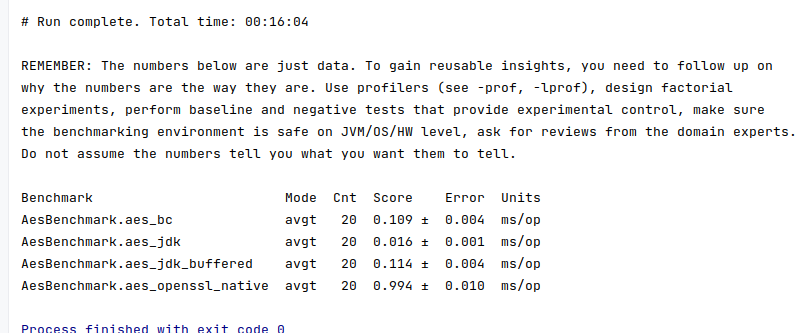 # Run complete. Total time: 00:16:04
REMEMBER: The numbers below are just data. To gain reusable insights, you need to follow up on
why the numbers are the way they are. Use profilers (see -prof, -lprof), design factorial
experiments, perform baseline and negative tests that provide experimental control, make sure
the benchmarking environment is safe on JVM/OS/HW level, ask for reviews from the domain experts.
Do not assume the numbers tell you what you want them to tell.
Benchmark                        Mode  Cnt  Score    Error  Units
AesBenchmark.aes_bc              avgt   20  0.109 ±  0.004  ms/op
AesBenchmark.aes_jdk             avgt   20  0.016 ±  0.001  ms/op
AesBenchmark.aes_jdk_buffered    avgt   20  0.114 ±  0.004  ms/op
AesBenchmark.aes_openssl_native  avgt   20  0.994 ±  0.010  ms/op
Process finished with exit code 0